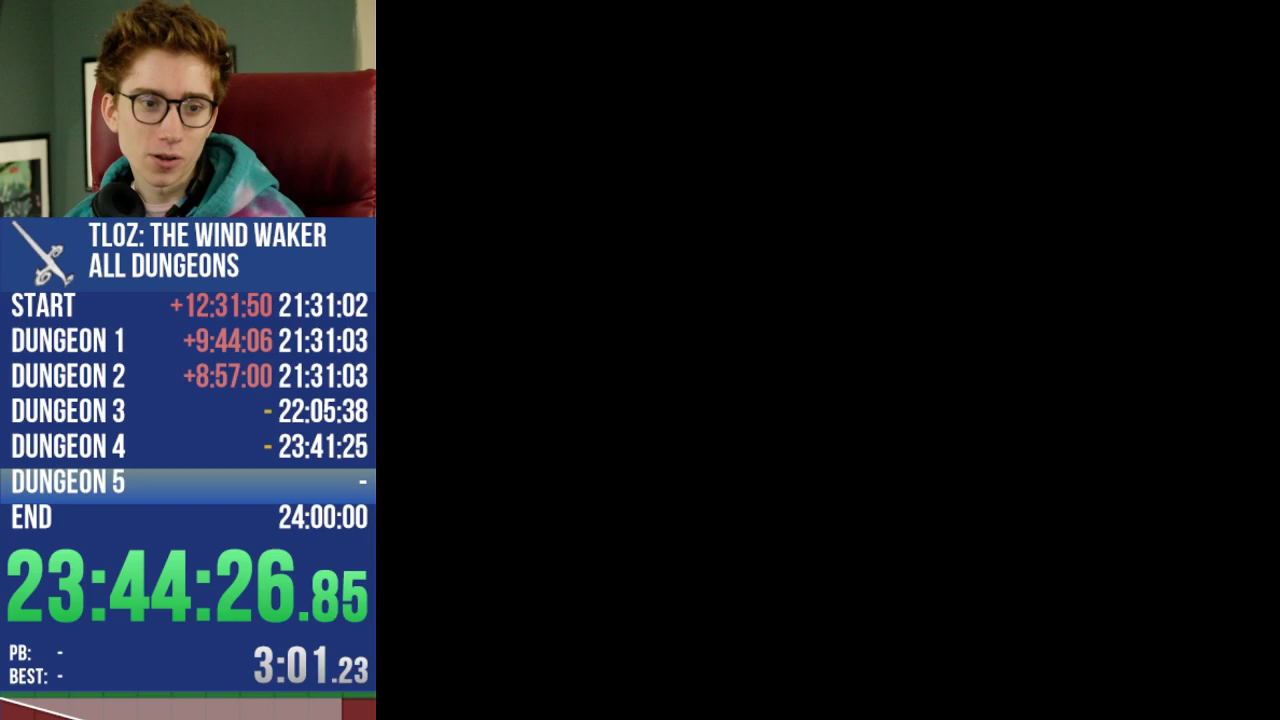 TLOZ: THE WIND WAKER
ALL DUNGEONS
START +12:31:50 21:31:02
DUNGEON 1 +9:44:06 21:31:03
DUNGEON 2 +8:57:00 21:31:03
DUNGEON 3 - 22:05:38
DUNGEON 4 - 23:41:25
DUNGEON 5 -
END 24:00:00
23:44:26.85
PB: - 3:01.23
BEST: -